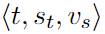 ⟨t, s_t, v_s⟩